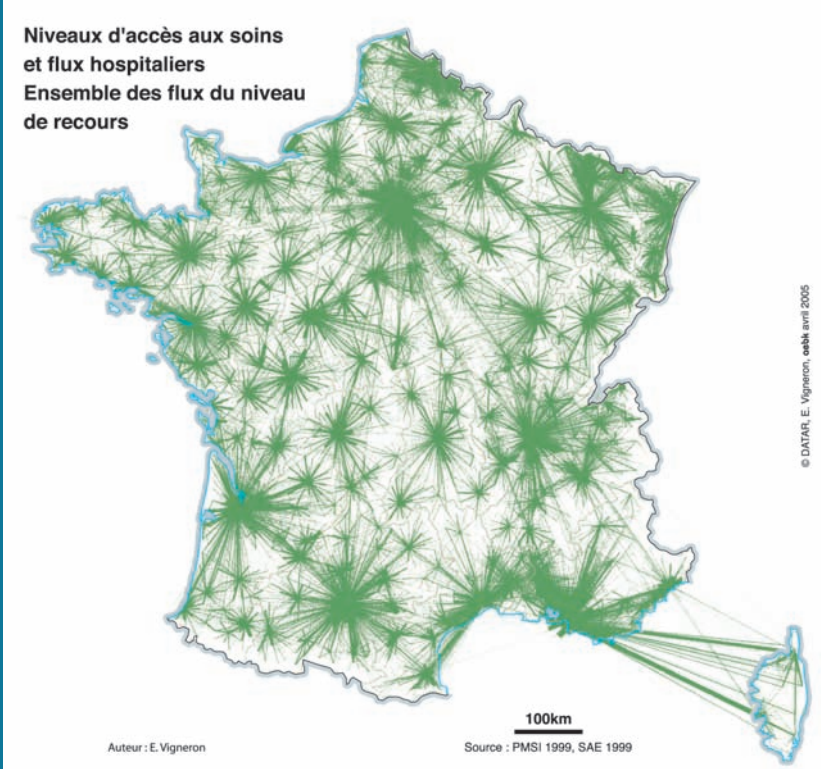 Niveaux d'accès aux soins
et flux hospitaliers
Ensemble des flux du niveau
de recours
© DATAR, E. Vigneron, oebk avril 2005
100km
Auteur : E. Vigneron
Source : PMSI 1999, SAE 1999